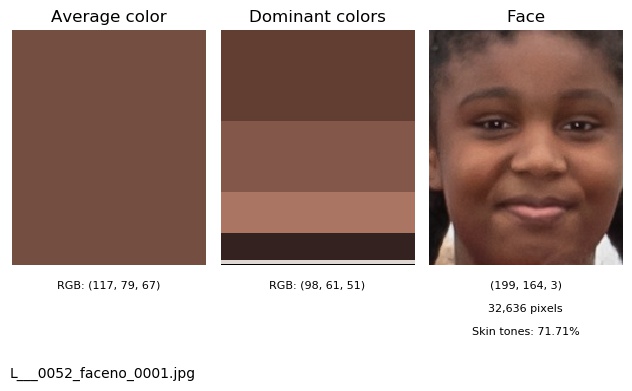 Average color
Dominant colors
Face
RGB: (117, 79, 67)
RGB: (98, 61, 51)
(199, 164, 3)
32,636 pixels
Skin tones: 71.71%
L___0052_faceno_0001.jpg